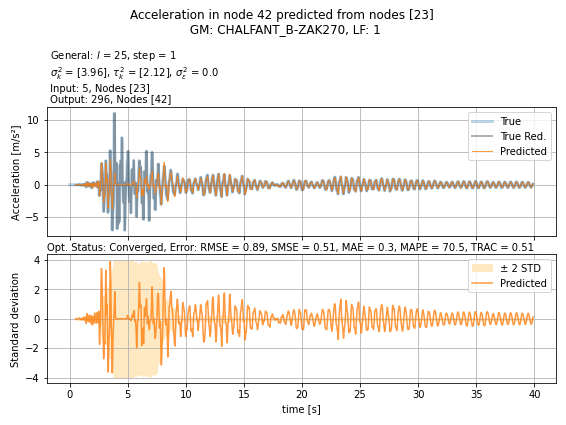 Acceleration in node 42 predicted from nodes [23]
GM: CHALFANT_B-ZAK270, LF: 1
General: l = 25, step = 1
σ²ₖ = [3.96], τ²ₖ = [2.12], σ²ε = 0.0
Input: 5, Nodes [23]
Output: 296, Nodes [42]
Acceleration [m/s²]
10
5
0
−5
True
True Red.
Predicted
Opt. Status: Converged, Error: RMSE = 0.89, SMSE = 0.51, MAE = 0.3, MAPE = 70.5, TRAC = 0.51
Standard deviation
4
2
0
−2
−4
± 2 STD
Predicted
0 5 10 15 20 25 30 35 40
time [s]